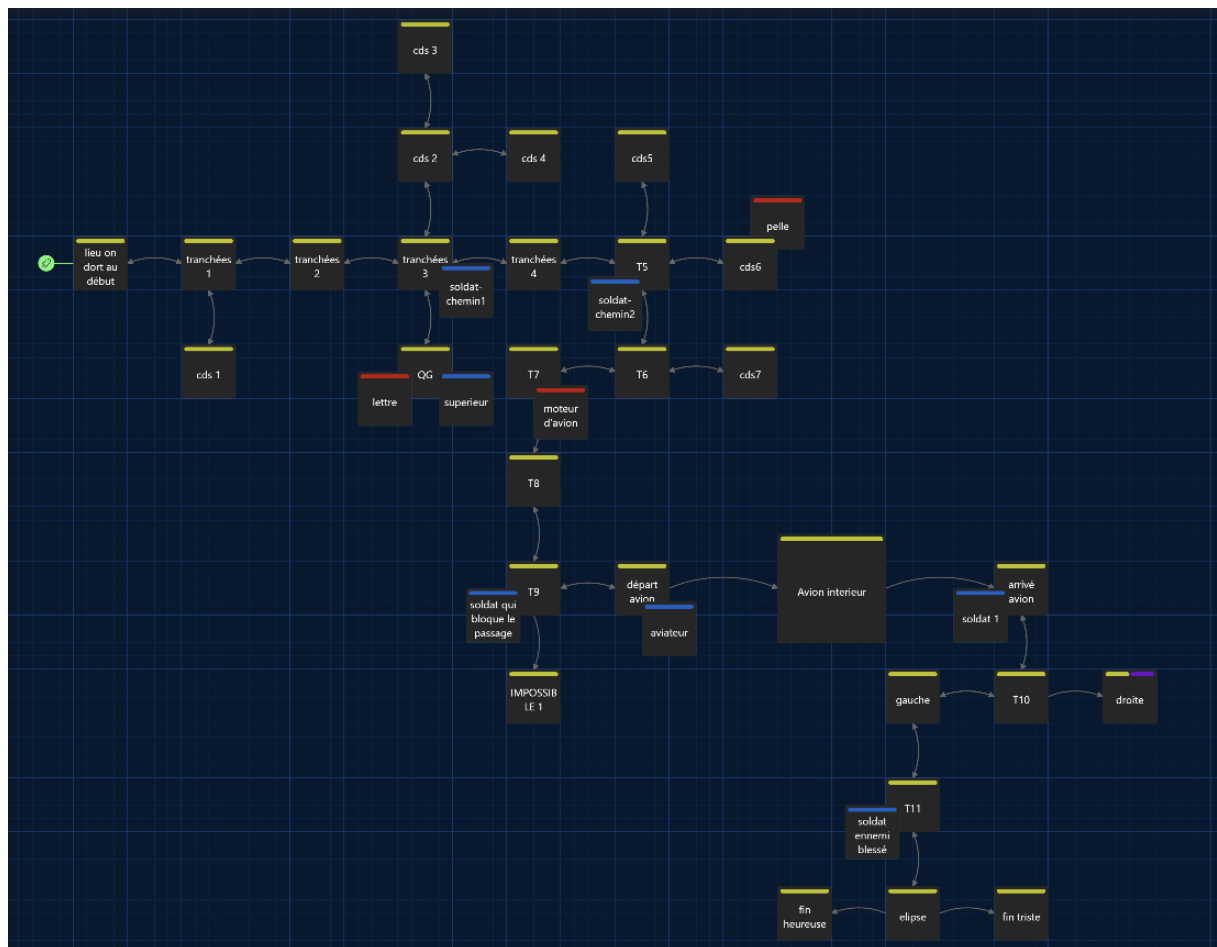 cds 3
cds 2
cds 4
cds5
pelle
lieu on
dort au
début
tranchées
1
tranchées
2
tranchées
3
tranchées
4
T5
cds6
soldat-
chemin1
soldat-
chemin2
cds 1
QG
T7
T6
cds7
lettre
superieur
moteur
d'avion
T8
T9
départ
avion
Avion interieur
arrivé
avion
soldat qui
bloque le
passage
aviateur
soldat 1
IMPOSSIB
LE 1
gauche
T10
droite
T11
soldat
ennemi
blessé
fin
heureuse
elipse
fin triste